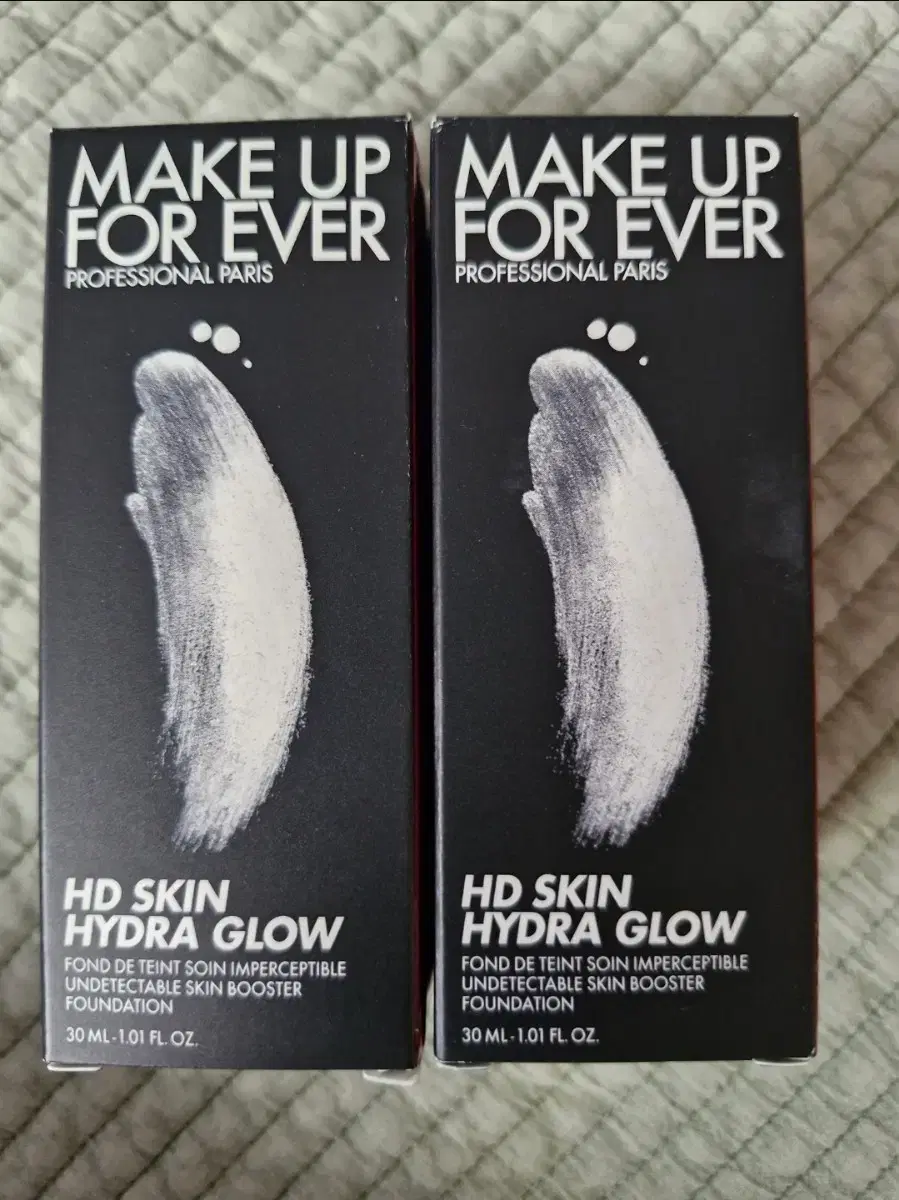 MAKE UP
FOR EVER
PROFESSIONAL PARIS
HD SKIN
HYDRA GLOW
FOND DE TEINT SOIN IMPERCEPTIBLE
UNDETECTABLE SKIN BOOSTER
FOUNDATION
30 ML - 1.01 FL. OZ.
MAKE UP
FOR EVER
PROFESSIONAL PARIS
HD SKIN
HYDRA GLOW
FOND DE TEINT SOIN IMPERCEPTIBLE
UNDETECTABLE SKIN BOOSTER
FOUNDATION
30 ML - 1.01 FL. OZ.